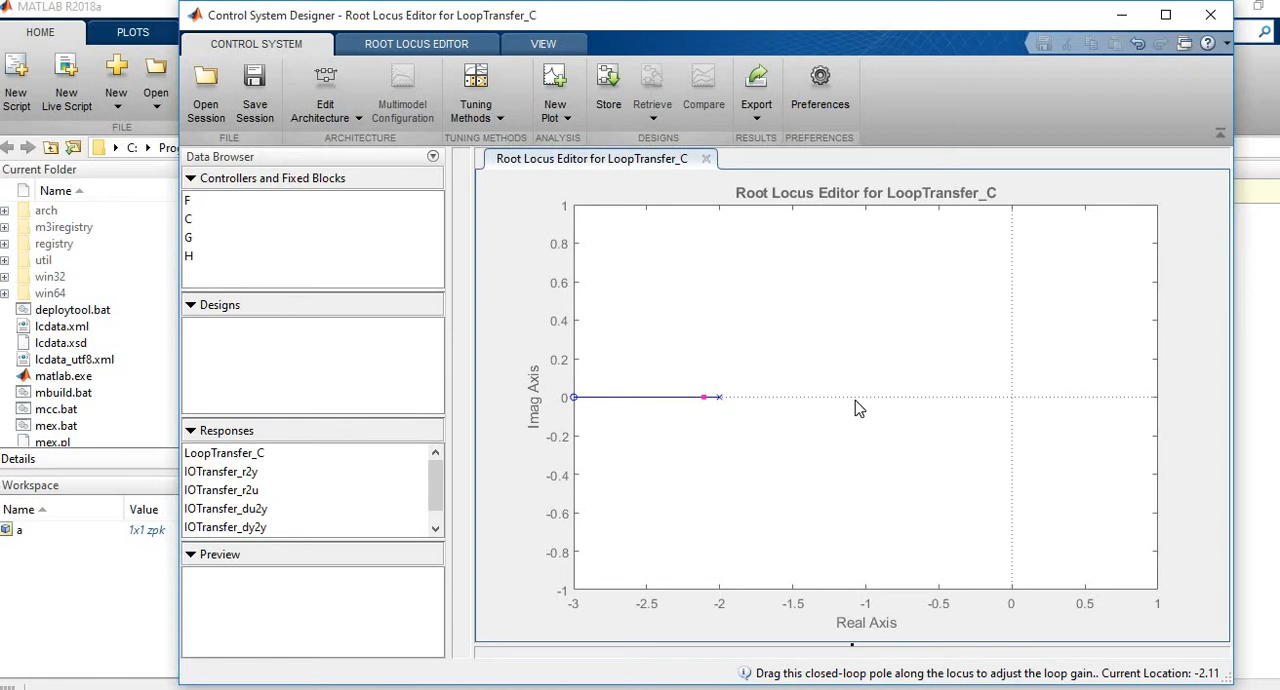 MATLAB R2018a
HOME
PLOTS
New Script
New Live Script
New
Open
FILE
C:
Current Folder
Name
arch
m3iregistry
registry
util
win32
win64
deploytool.bat
lcdata.xml
lcdata.xsd
lcdata_utf8.xml
matlab.exe
mbuild.bat
mcc.bat
mex.bat
mex.pl
Details
Workspace
Name
Value
a
1x1 zpk
Control System Designer - Root Locus Editor for LoopTransfer_C
CONTROL SYSTEM
ROOT LOCUS EDITOR
VIEW
Open Session
Save Session
Edit Architecture
Multimodel Configuration
Tuning Methods
New Plot
Store
Retrieve
Compare
Export
Preferences
FILE
ARCHITECTURE
TUNING METHODS
ANALYSIS
DESIGNS
RESULTS
PREFERENCES
Data Browser
Controllers and Fixed Blocks
F
C
G
H
Designs
Responses
LoopTransfer_C
IOTransfer_r2y
IOTransfer_r2u
IOTransfer_du2y
IOTransfer_dy2y
Preview
Root Locus Editor for LoopTransfer_C
Root Locus Editor for LoopTransfer_C
1
0.8
0.6
0.4
0.2
0
-0.2
-0.4
-0.6
-0.8
-1
Imag Axis
-3
-2.5
-2
-1.5
-1
-0.5
0
0.5
1
Real Axis
Drag this closed-loop pole along the locus to adjust the loop gain.. Current Location: -2.11